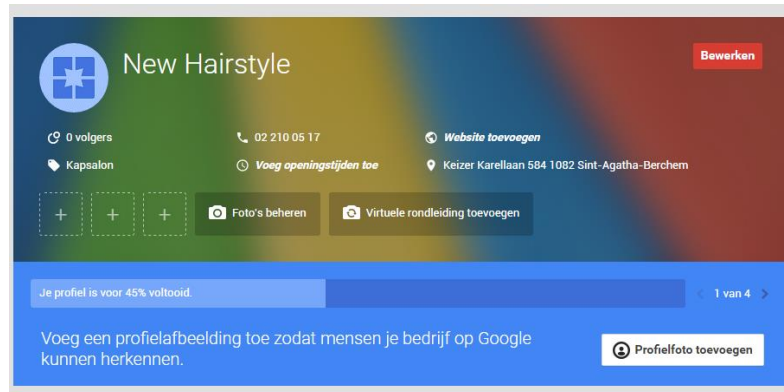 New Hairstyle
Bewerken
0 volgers
02 210 05 17
Website toevoegen
Kapsalon
Voeg openingstijden toe
Keizer Karellaan 584 1082 Sint-Agatha-Berchem
+ + +
Foto's beheren
Virtuele rondleiding toevoegen
Je profiel is voor 45% voltooid.
1 van 4
Voeg een profielafbeelding toe zodat mensen je bedrijf op Google
kunnen herkennen.
Profielfoto toevoegen